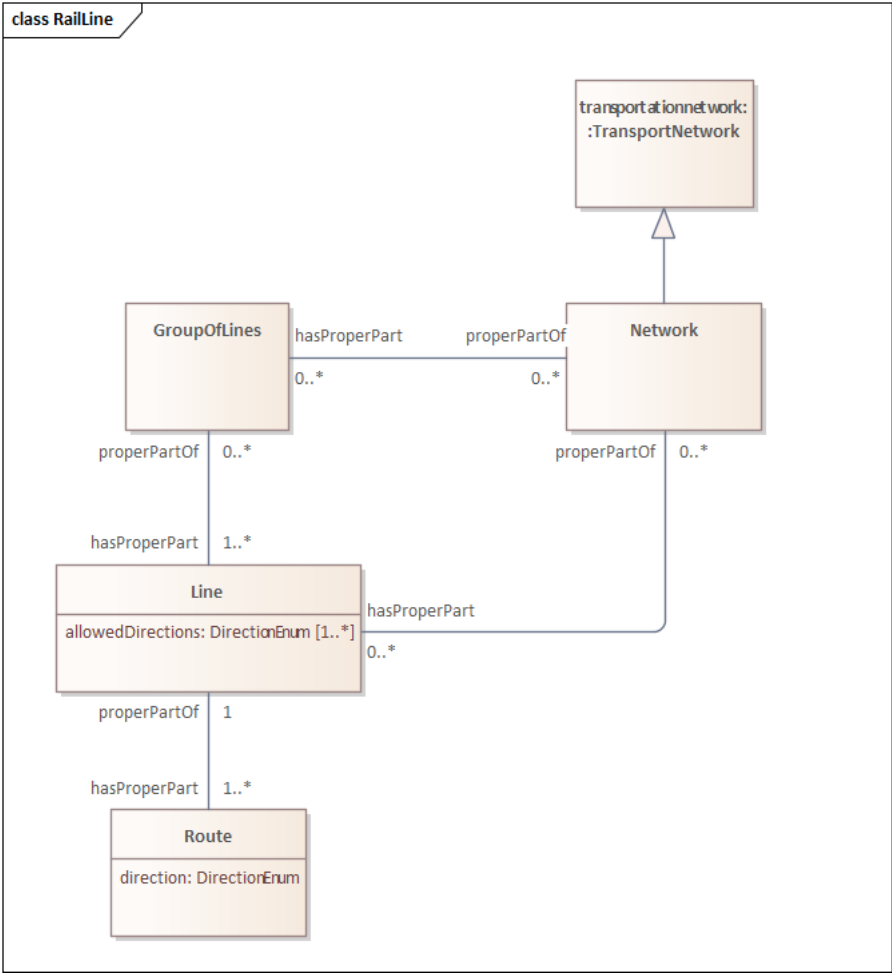 class RailLine
transportationnetwork:
:TransportNetwork
GroupOfLines
hasProperPart
properPartOf
Network
0..*
0..*
properPartOf
0..*
properPartOf
0..*
hasProperPart
1..*
Line
allowedDirections: DirectionEnum [1..*]
hasProperPart
0..*
properPartOf
1
hasProperPart
1..*
Route
direction: DirectionEnum